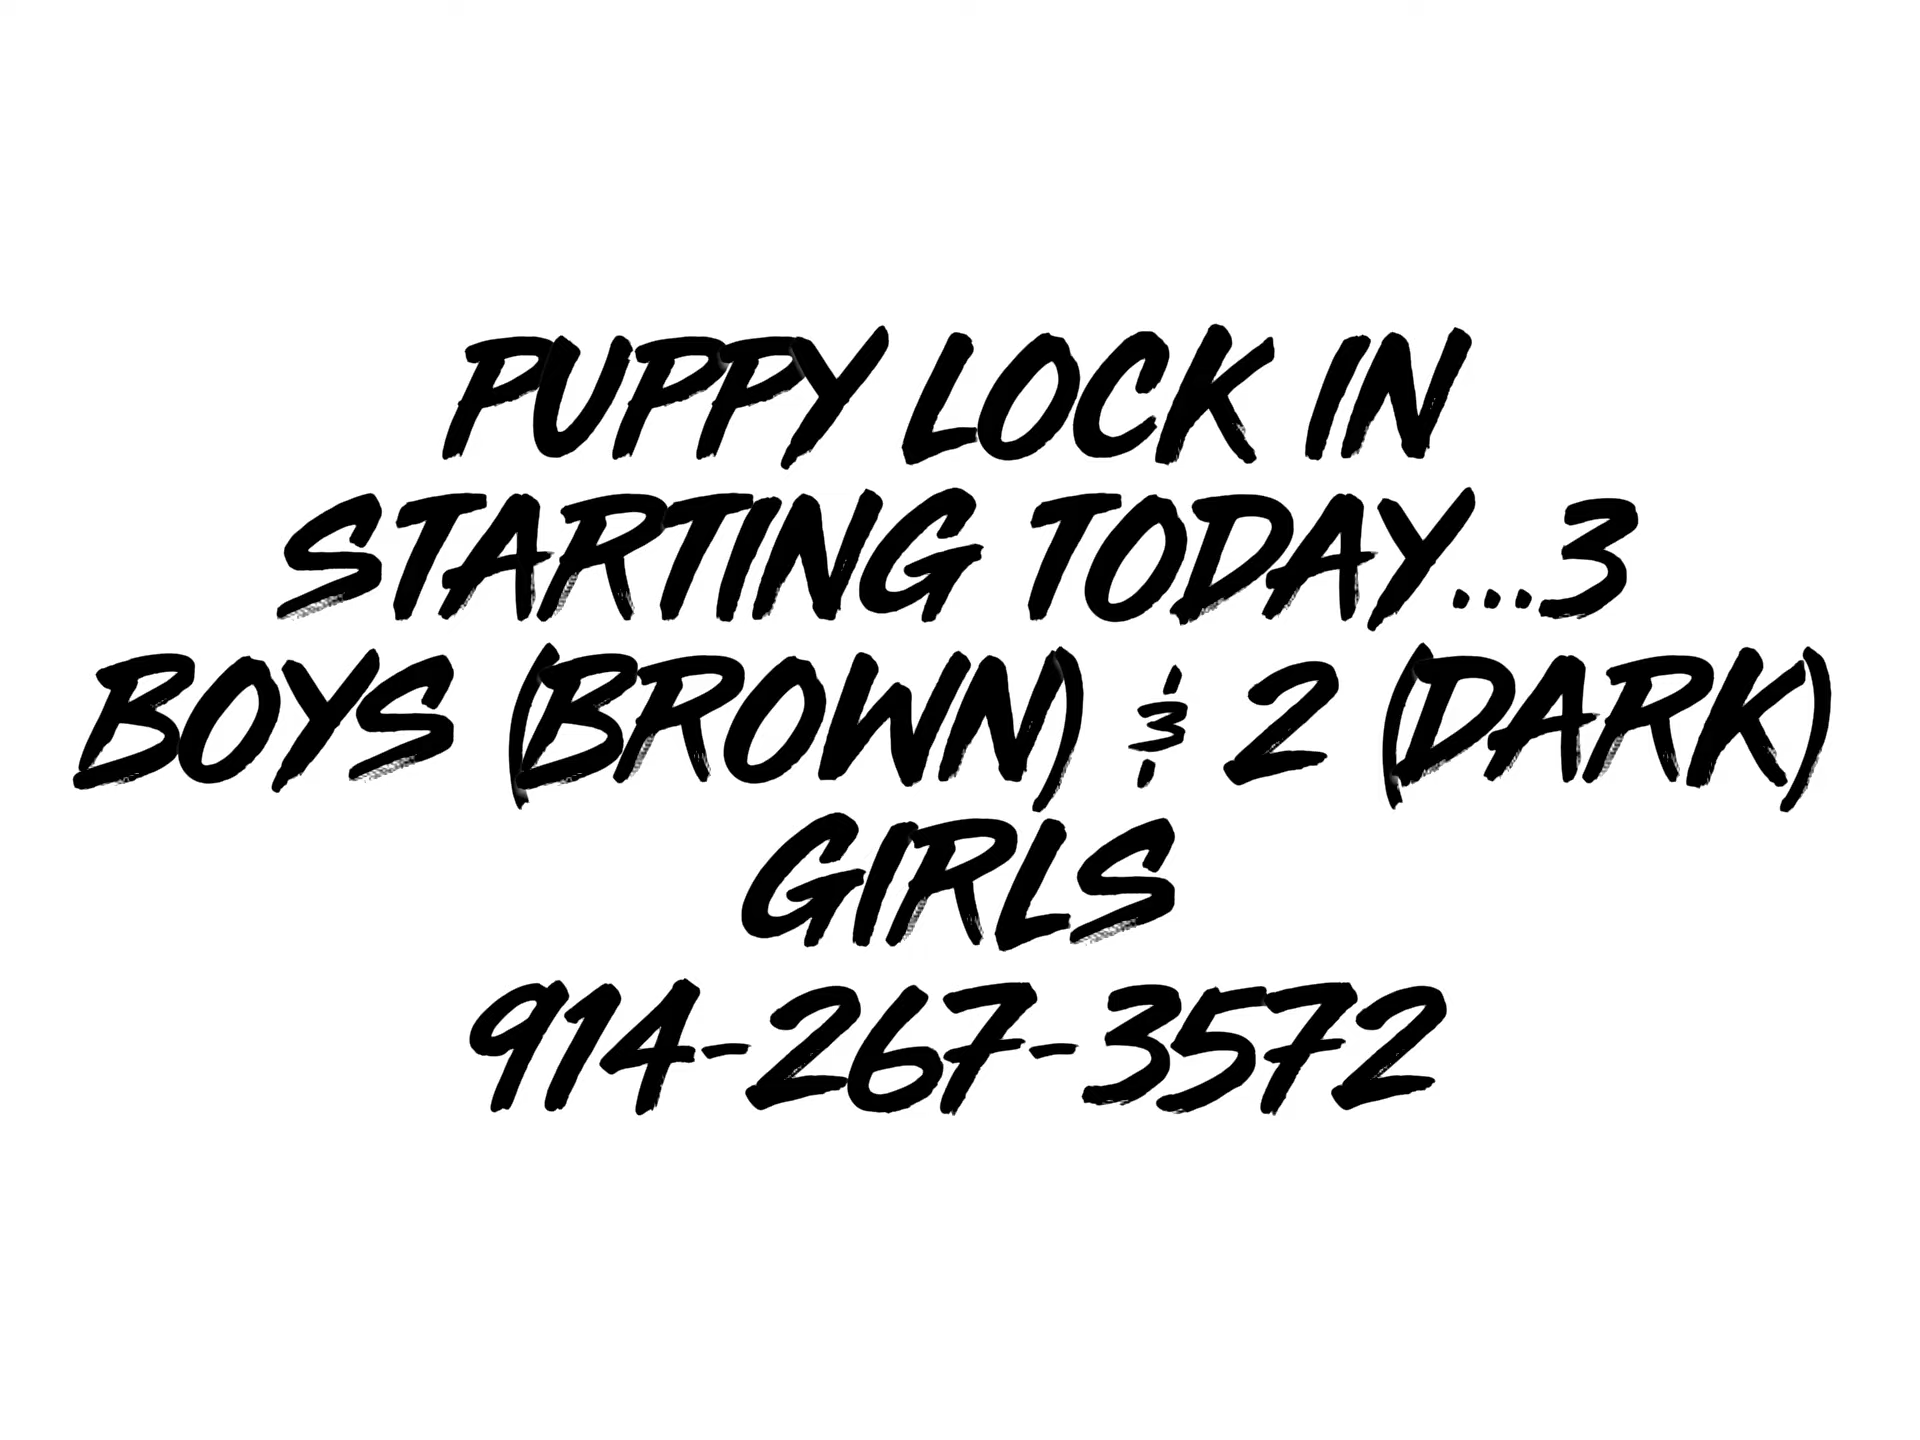 PUPPY LOCK IN
STARTING TODAY...3
BOYS (BROWN) & 2 (DARK)
GIRLS
914-267-3572